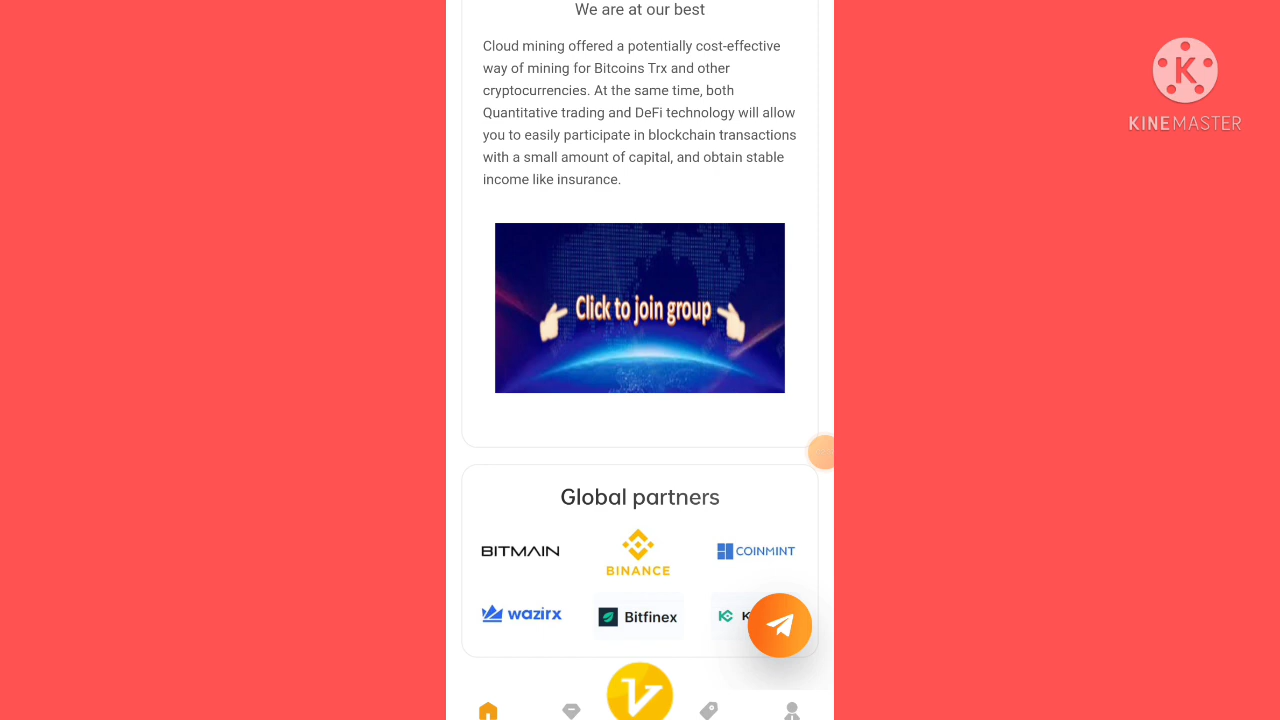 We are at our best
Cloud mining offered a potentially cost-effective
way of mining for Bitcoins Trx and other
cryptocurrencies. At the same time, both
Quantitative trading and DeFi technology will allow
you to easily participate in blockchain transactions
with a small amount of capital, and obtain stable
income like insurance.
Click to join group
Global partners
BITMAIN
BINANCE
COINMINT
wazirx
Bitfinex
KINEMASTER